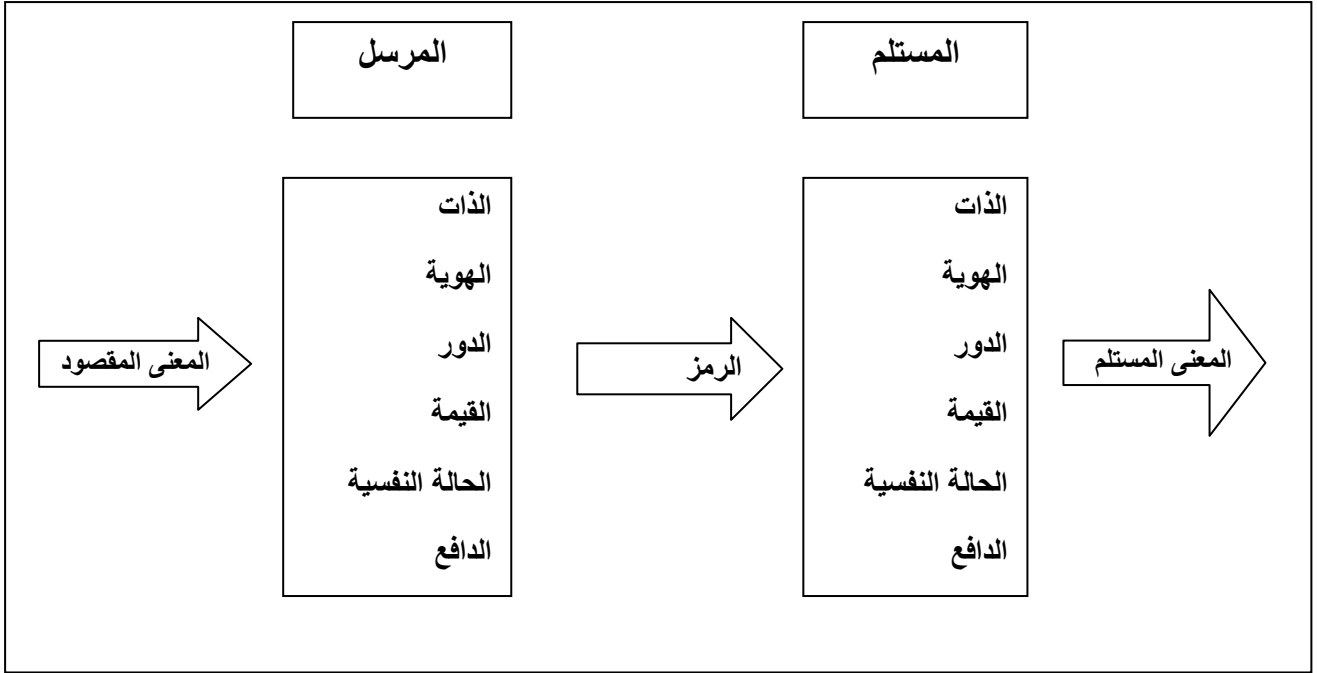 المرسل
المستلم
الذات
الهوية
الدور
القيمة
الحالة النفسية
الدافع
الذات
الهوية
الدور
القيمة
الحالة النفسية
الدافع
المعنى المقصود
الرمز
المعنى المستلم